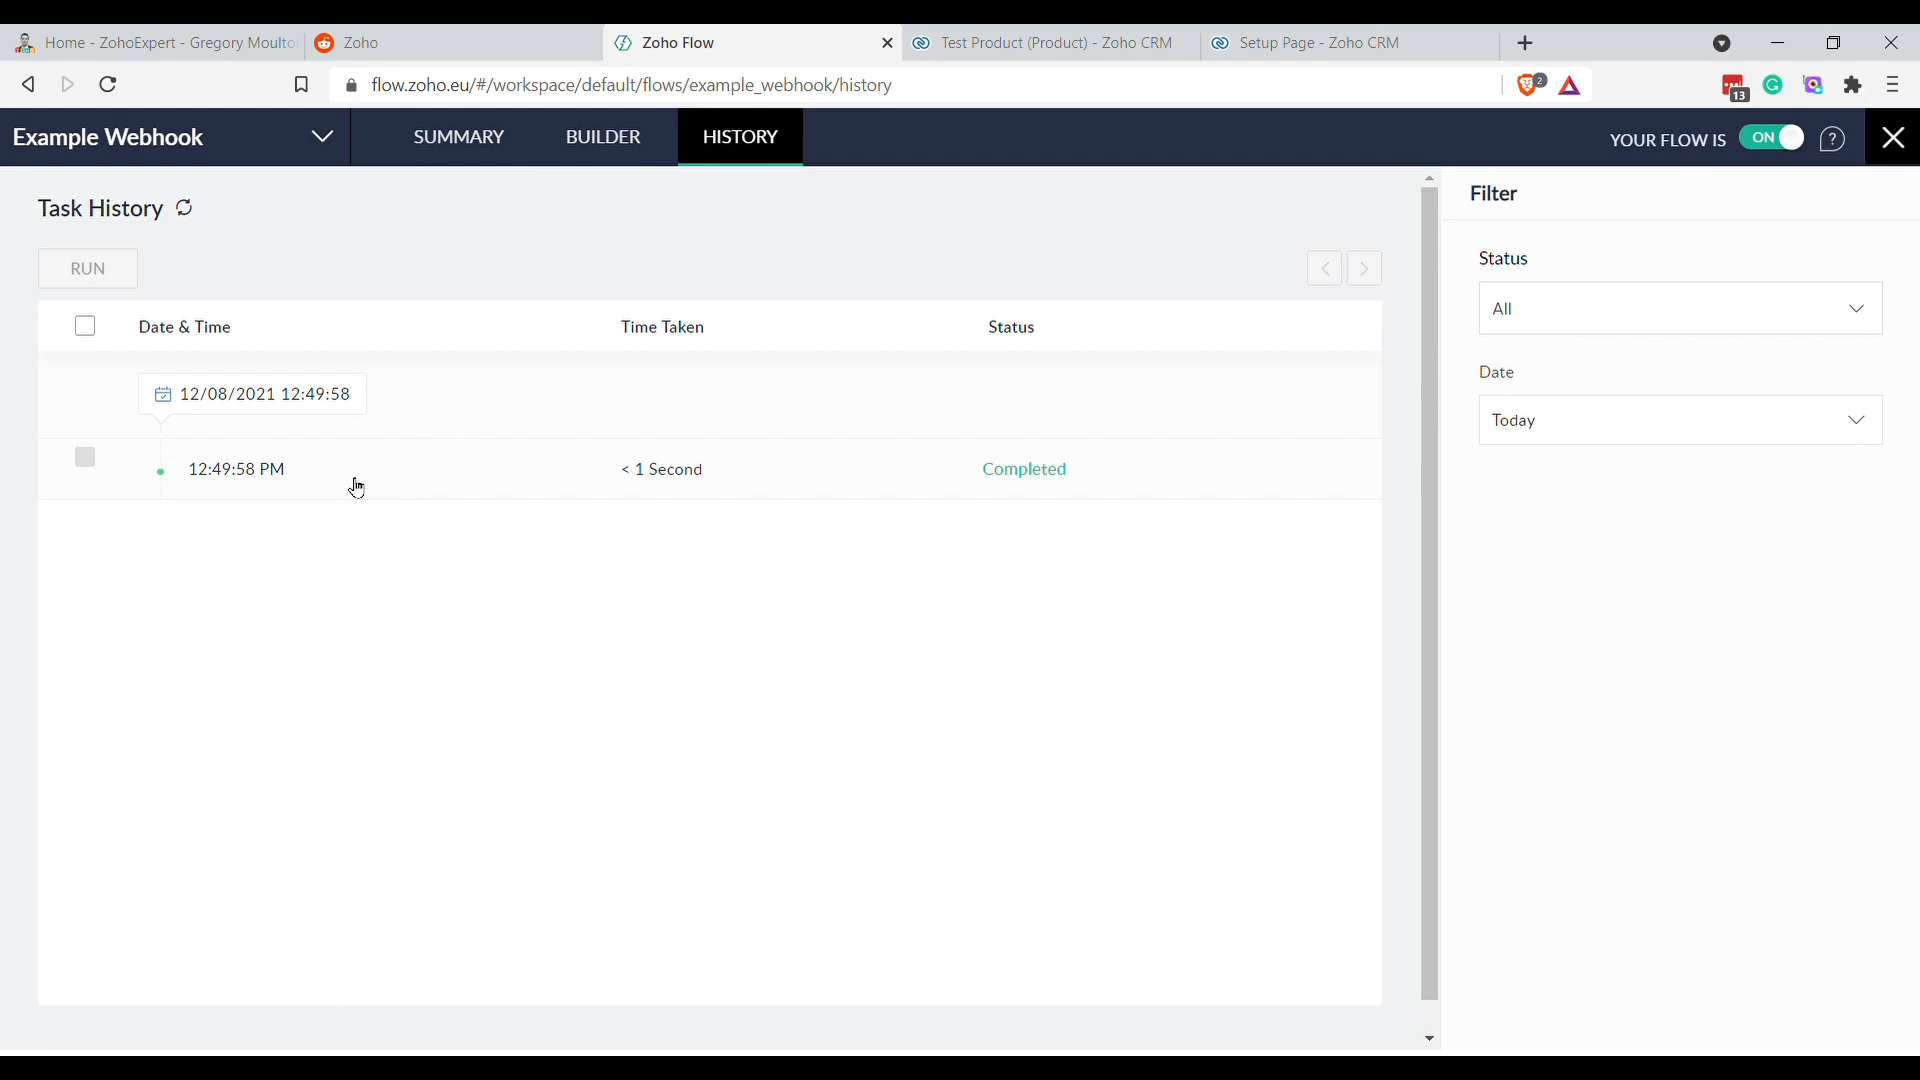 Home - ZohoExpert - Gregory Moulto
Zoho
Zoho Flow
Test Product (Product) - Zoho CRM
Setup Page - Zoho CRM
flow.zoho.eu/#/workspace/default/flows/example_webhook/history
2
13
Example Webhook
SUMMARY
BUILDER
HISTORY
YOUR FLOW IS
ON
?
Task History
RUN
Date & Time
Time Taken
Status
12/08/2021 12:49:58
12:49:58 PM
< 1 Second
Completed
Filter
Status
All
Date
Today